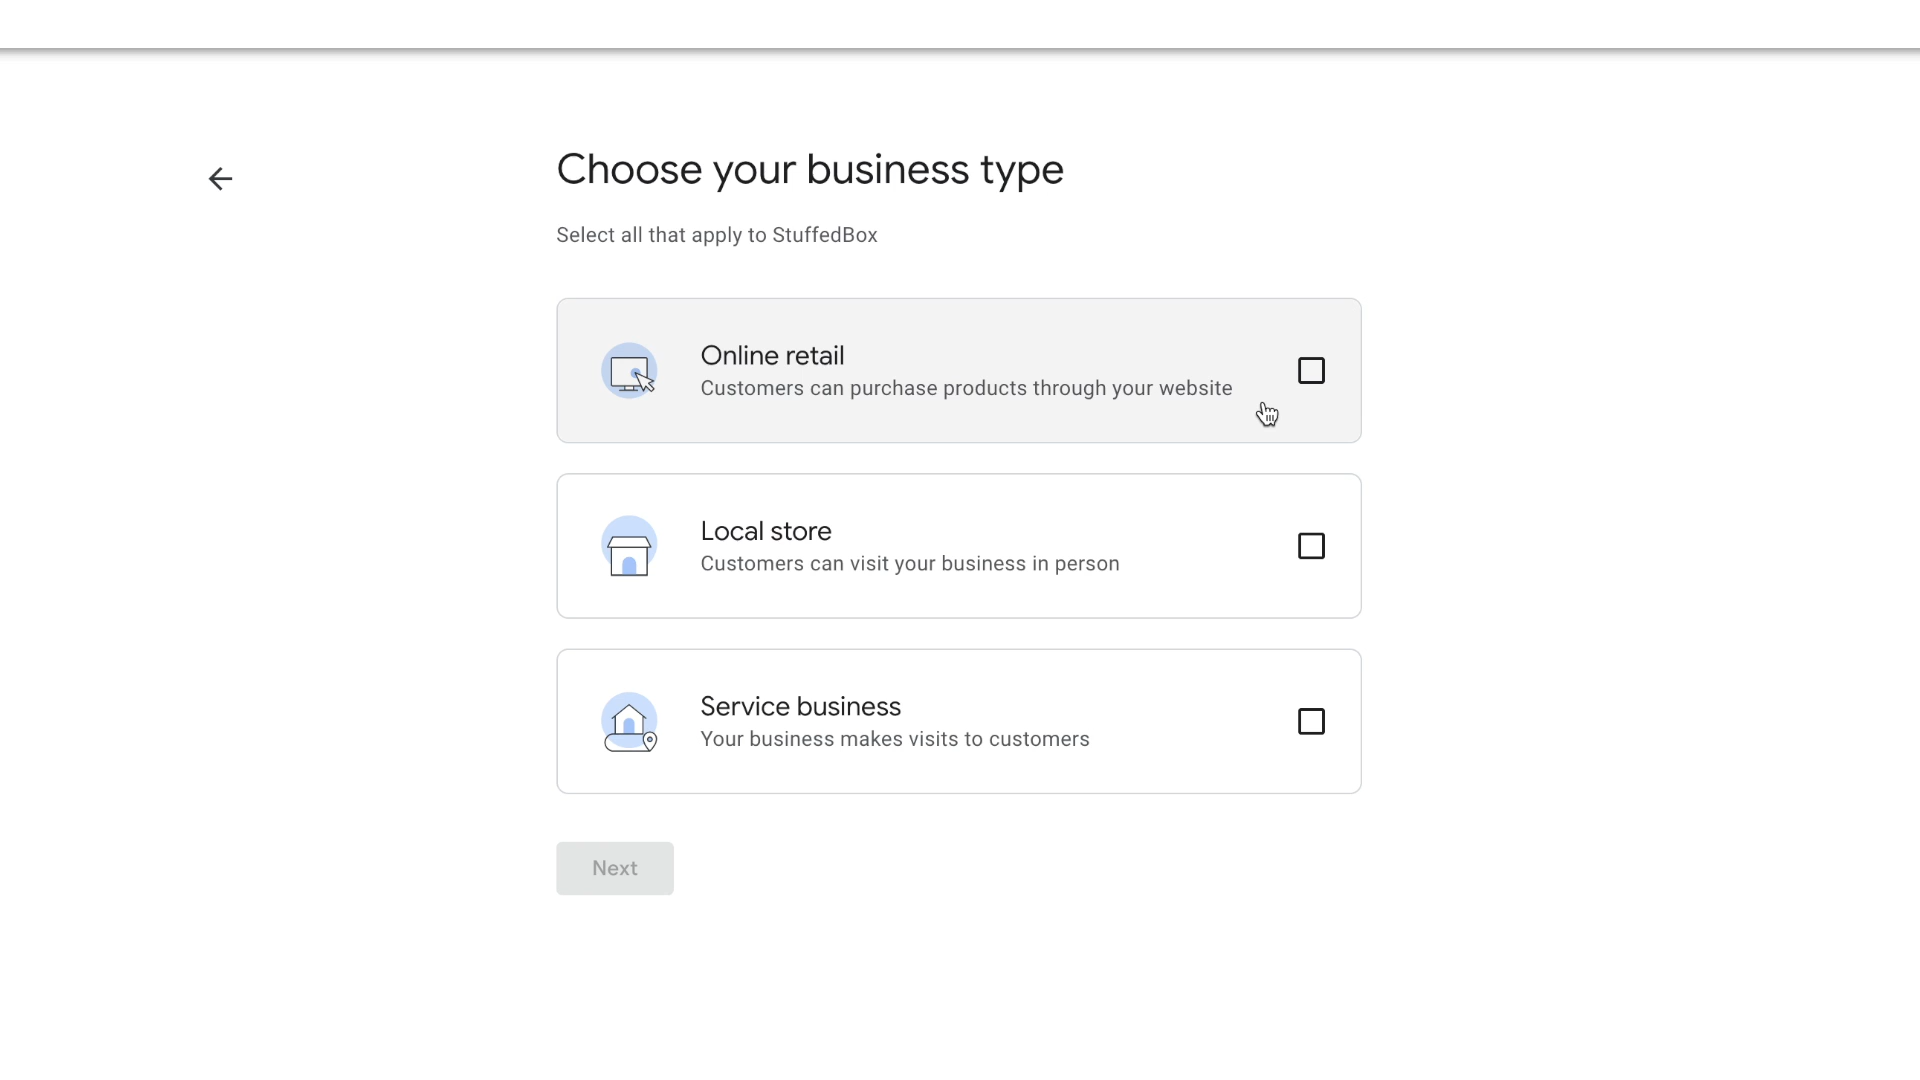 Choose your business type
Select all that apply to StuffedBox
Online retail
Customers can purchase products through your website
Local store
Customers can visit your business in person
Service business
Your business makes visits to customers
Next